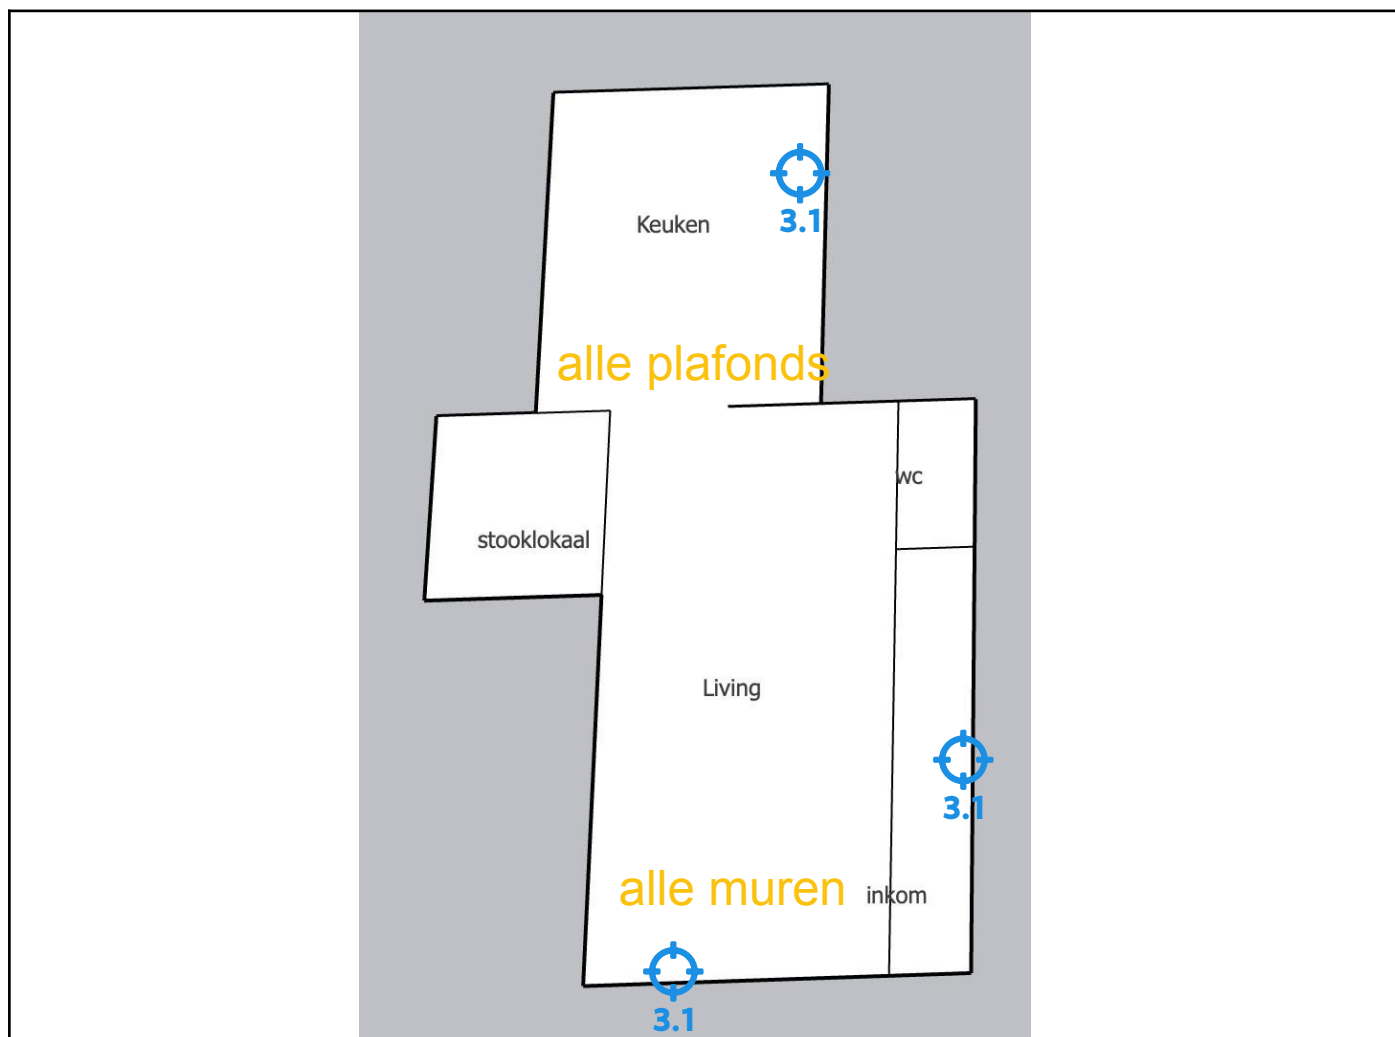 3.1
Keuken
alle plafonds
wc
stooklokaal
Living
3.1
alle muren
inkom
3.1